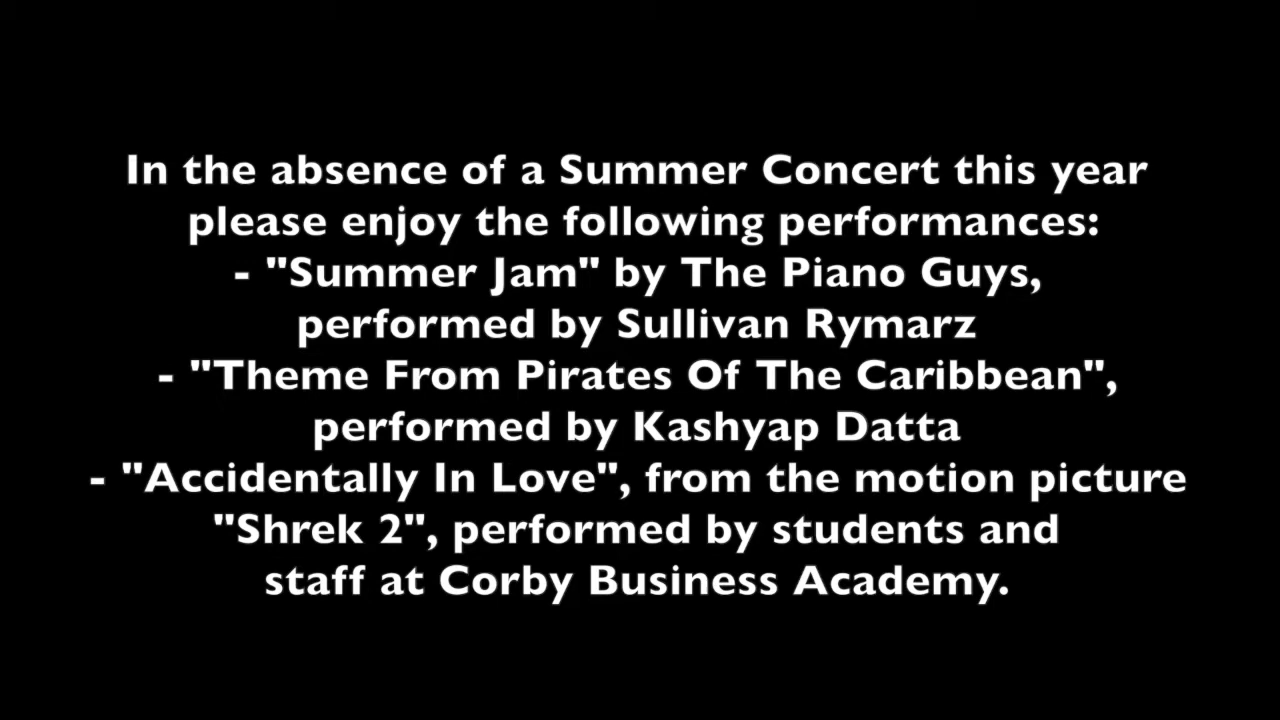 In the absence of a Summer Concert this year
please enjoy the following performances:
- "Summer Jam" by The Piano Guys,
performed by Sullivan Rymarz
- "Theme From Pirates Of The Caribbean",
performed by Kashyap Datta
- "Accidentally In Love", from the motion picture
"Shrek 2", performed by students and
staff at Corby Business Academy.